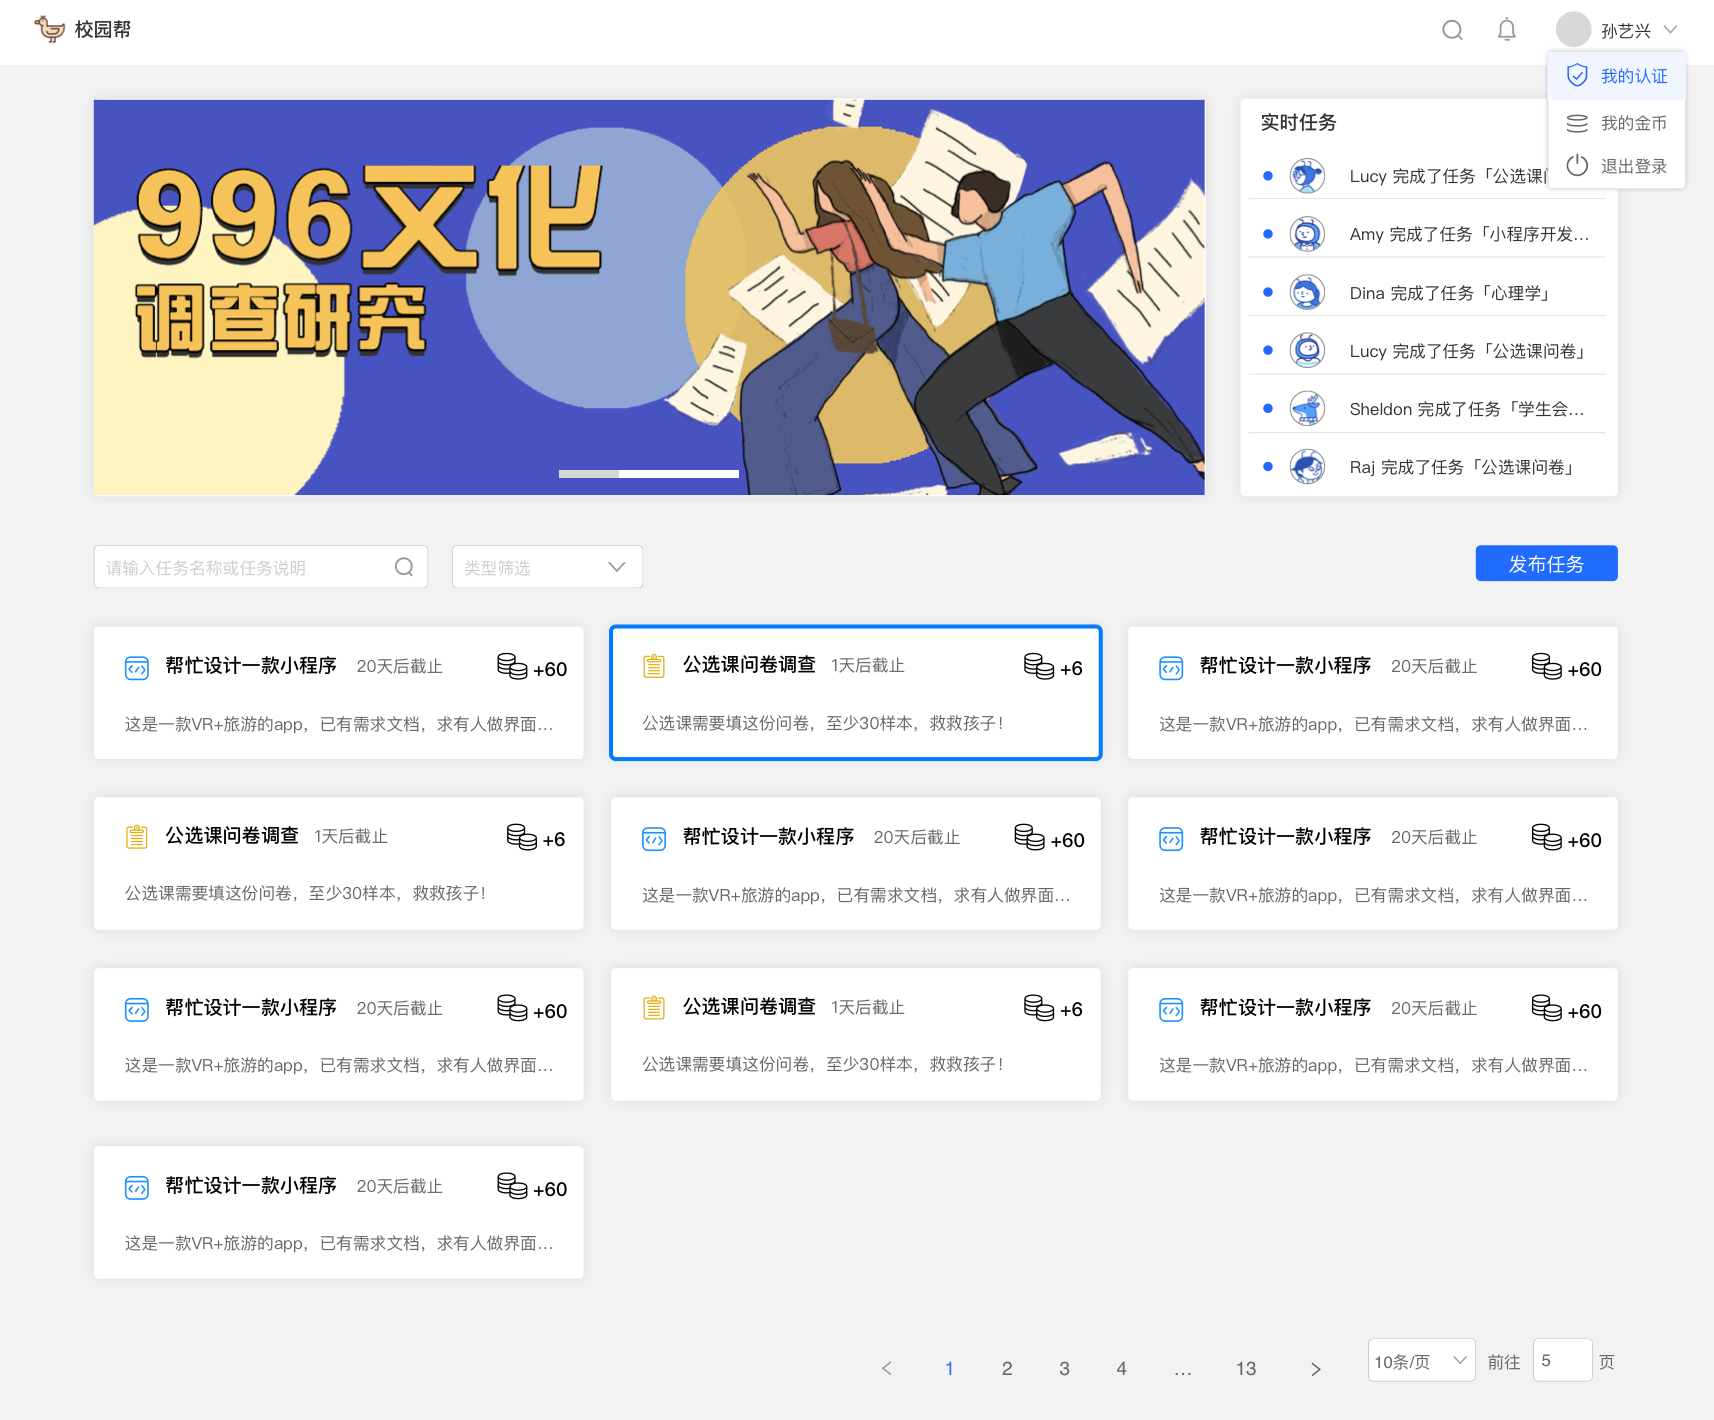 校园帮
孙艺兴
我的认证
我的金币
退出登录
996文化
调查研究
实时任务
Lucy 完成了任务「公选课问
Amy 完成了任务「小程序开发...
Dina 完成了任务「心理学」
Lucy 完成了任务「公选课问卷」
Sheldon 完成了任务「学生会...
Raj 完成了任务「公选课问卷」
请输入任务名称或任务说明
类型筛选
发布任务
帮忙设计一款小程序 20天后截止 +60
这是一款VR+旅游的app，已有需求文档，求有人做界面...
公选课问卷调查 1天后截止 +6
公选课需要填这份问卷，至少30样本，救救孩子！
帮忙设计一款小程序 20天后截止 +60
这是一款VR+旅游的app，已有需求文档，求有人做界面...
公选课问卷调查 1天后截止 +6
公选课需要填这份问卷，至少30样本，救救孩子！
帮忙设计一款小程序 20天后截止 +60
这是一款VR+旅游的app，已有需求文档，求有人做界面...
帮忙设计一款小程序 20天后截止 +60
这是一款VR+旅游的app，已有需求文档，求有人做界面...
帮忙设计一款小程序 20天后截止 +60
这是一款VR+旅游的app，已有需求文档，求有人做界面...
公选课问卷调查 1天后截止 +6
公选课需要填这份问卷，至少30样本，救救孩子！
帮忙设计一款小程序 20天后截止 +60
这是一款VR+旅游的app，已有需求文档，求有人做界面...
帮忙设计一款小程序 20天后截止 +60
这是一款VR+旅游的app，已有需求文档，求有人做界面...
< 1 2 3 4 ... 13 > 10条/页 前往 5 页